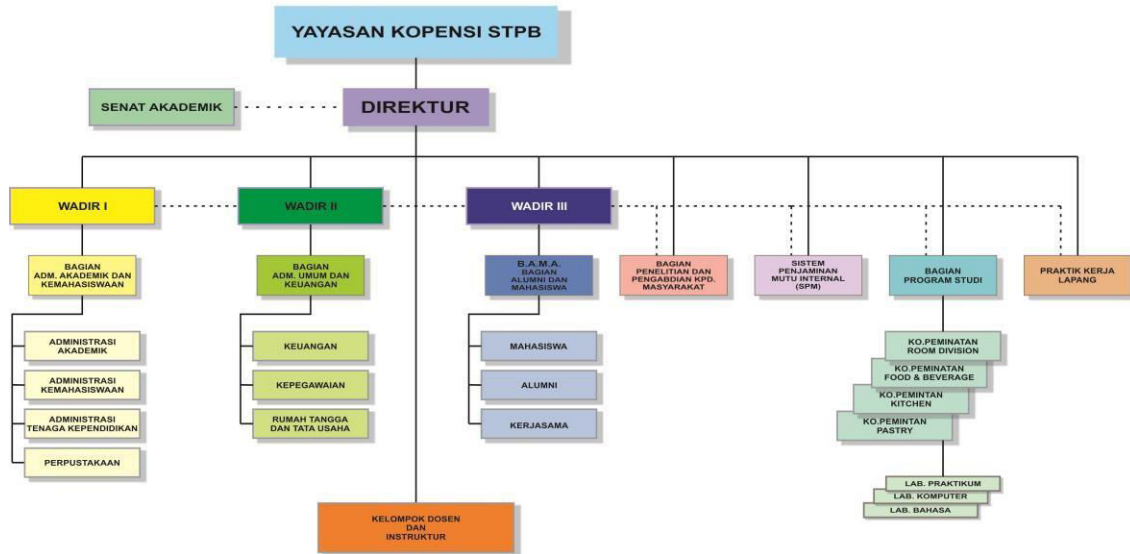 YAYASAN KOPENSI STPB
SENAT AKADEMIK
DIREKTUR
WADIR I
WADIR II
WADIR III
BAGIAN
ADM. AKADEMIK DAN
KEMAHASISWAAN
BAGIAN
ADM. UMUM DAN
KEUANGAN
B.A.M.A.
BAGIAN
ALUMNI DAN
MAHASISWA
BAGIAN
PENELITIAN DAN
PENGABDIAN KPD.
MASYARAKAT
SISTEM
PENJAMINAN
MUTU INTERNAL
(SPM)
BAGIAN
PROGRAM STUDI
PRAKTIK KERJA
LAPANG
ADMINISTRASI
AKADEMIK
ADMINISTRASI
KEMAHASISWAAN
ADMINISTRASI
TENAGA KEPENDIDIKAN
PERPUSTAKAAN
KEUANGAN
KEPEGAWAIAN
RUMAH TANGGA
DAN TATA USAHA
MAHASISWA
ALUMNI
KERJASAMA
KO.PEMINATAN
ROOM DIVISION
KO.PEMINATAN
FOOD & BEVERAGE
KO.PEMINTAN
KITCHEN
KO.PEMINTAN
PASTRY
LAB. PRAKTIKUM
LAB. KOMPUTER
LAB. BAHASA
KELOMPOK DOSEN
DAN
INSTRUKTUR